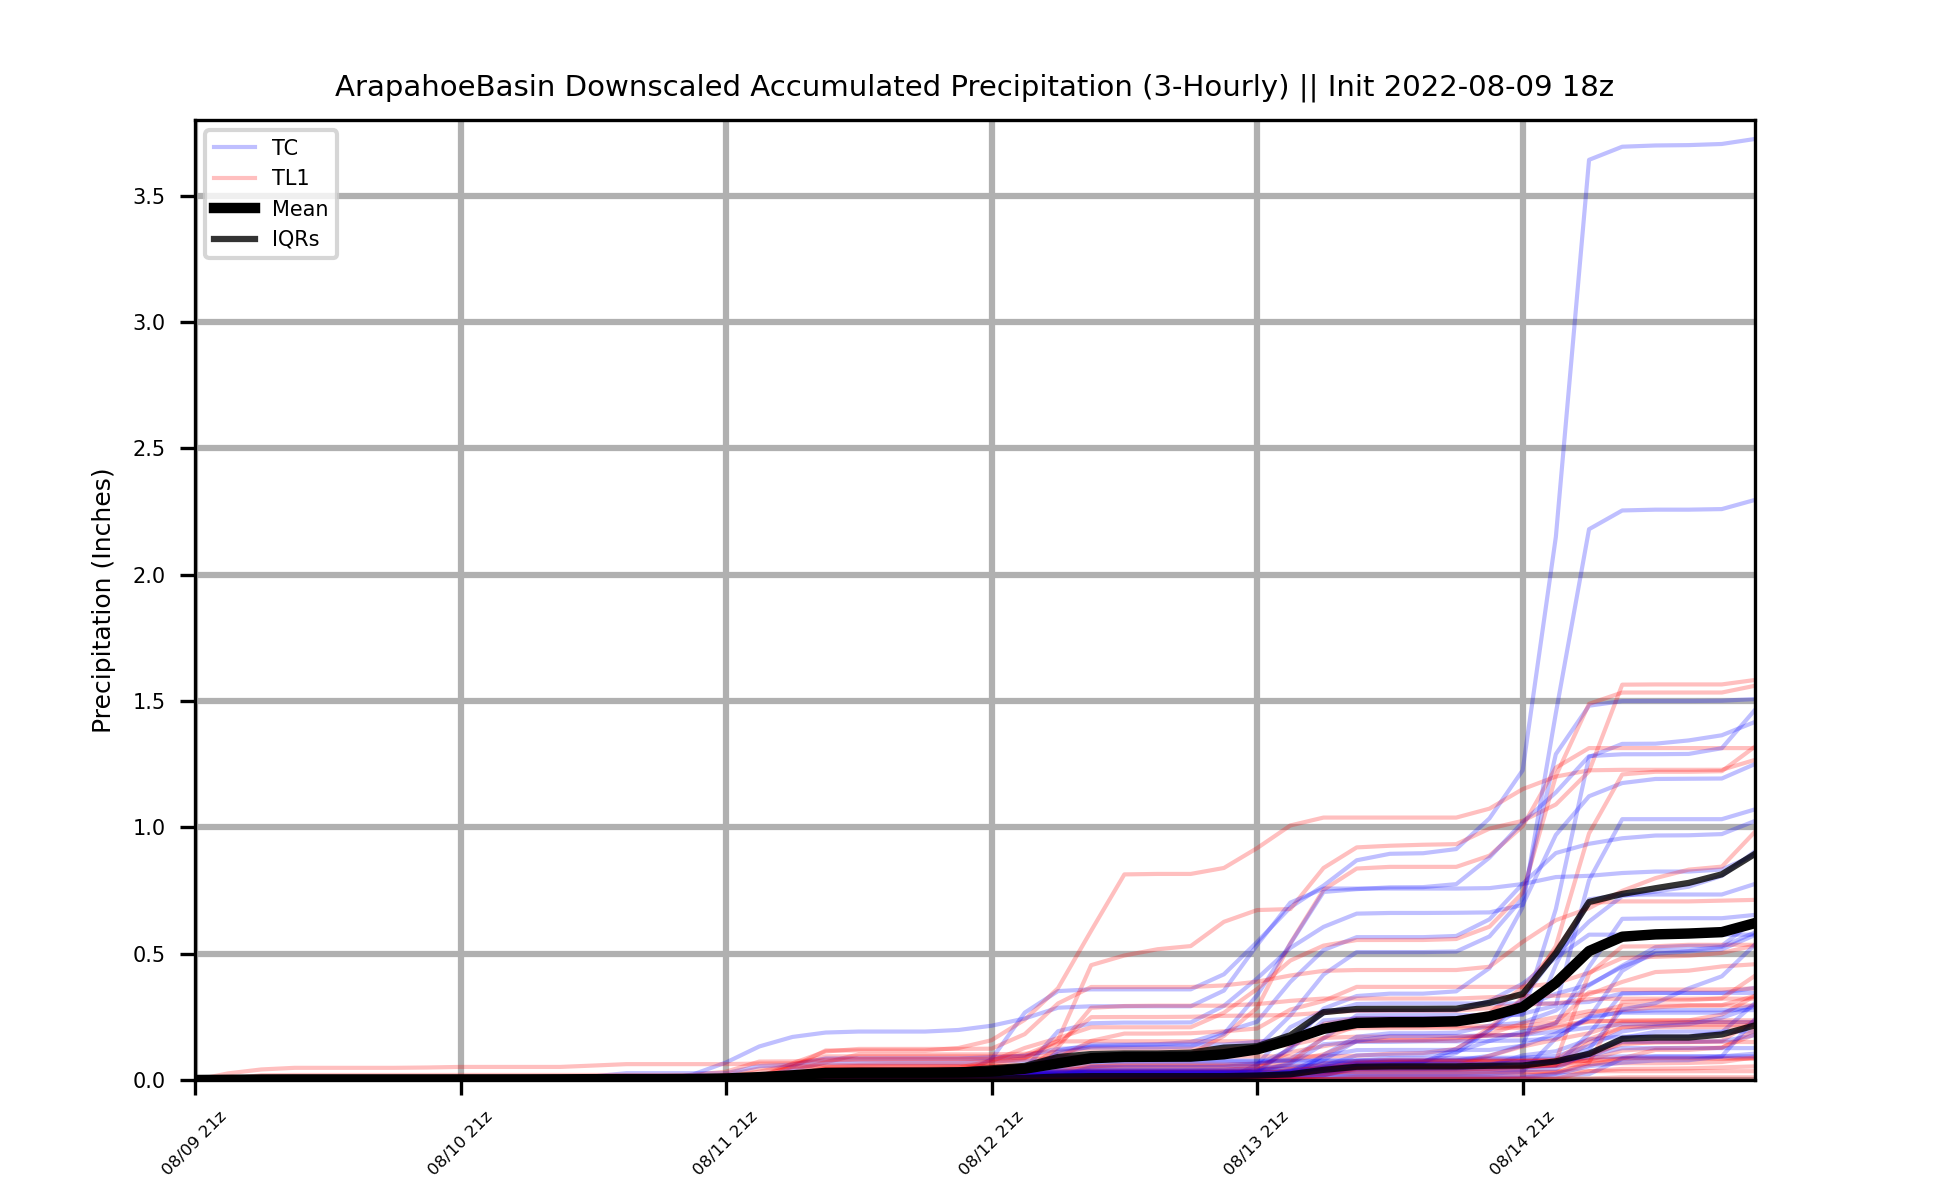 ArapahoeBasin Downscaled Accumulated Precipitation (3-Hourly) || Init 2022-08-09 18z
TC
TL1
Mean
IQRs
Precipitation (Inches)
3.5
3.0
2.5
2.0
1.5
1.0
0.5
0.0
08/09 21z
08/10 21z
08/11 21z
08/12 21z
08/13 21z
08/14 21z